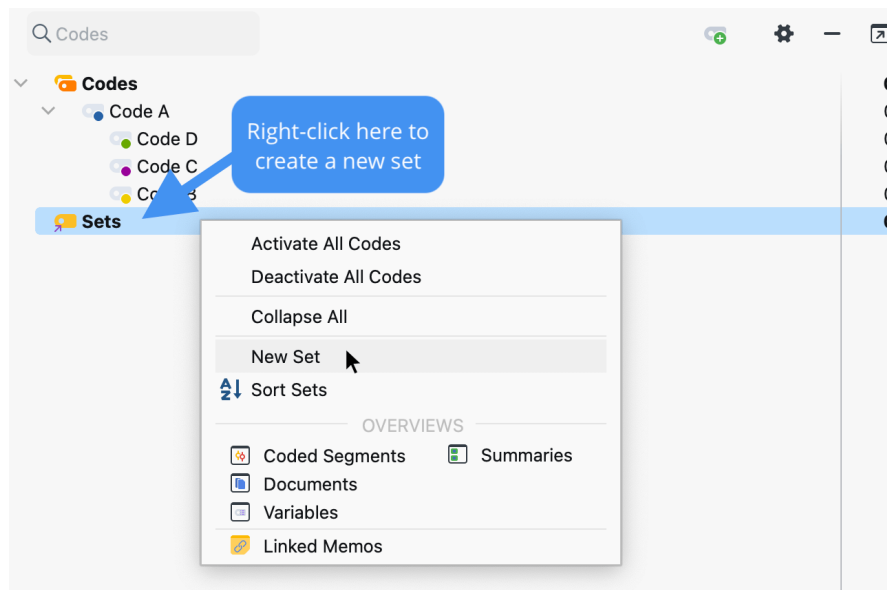 Codes
Codes
Code A
Code D
Code C
Sets
Right-click here to
create a new set
Activate All Codes
Deactivate All Codes
Collapse All
New Set
Sort Sets
OVERVIEWS
Coded Segments
Summaries
Documents
Variables
Linked Memos